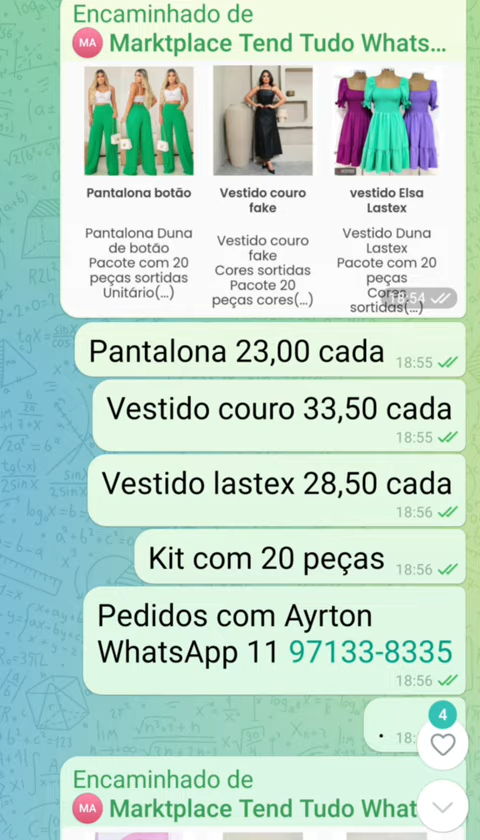 Encaminhado de
MA Marktplace Tend Tudo Whats...
Pantalona botão
Pantalona Duna
de botão
Pacote com 20
peças sortidas
Unitário(...)
Vestido couro
fake
Vestido couro
fake
Cores sortidas
Pacote 20
peças cores(...)
vestido Elsa
Lastex
Vestido Duna
Lastex
Pacote com 20
peças
Cores
sortidas(...)
18:54
Pantalona 23,00 cada
18:55
Vestido couro 33,50 cada
18:55
Vestido lastex 28,50 cada
18:56
Kit com 20 peças
18:56
Pedidos com Ayrton
WhatsApp 11 97133-8335
18:56
4
. 18:
Encaminhado de
MA Marktplace Tend Tudo What